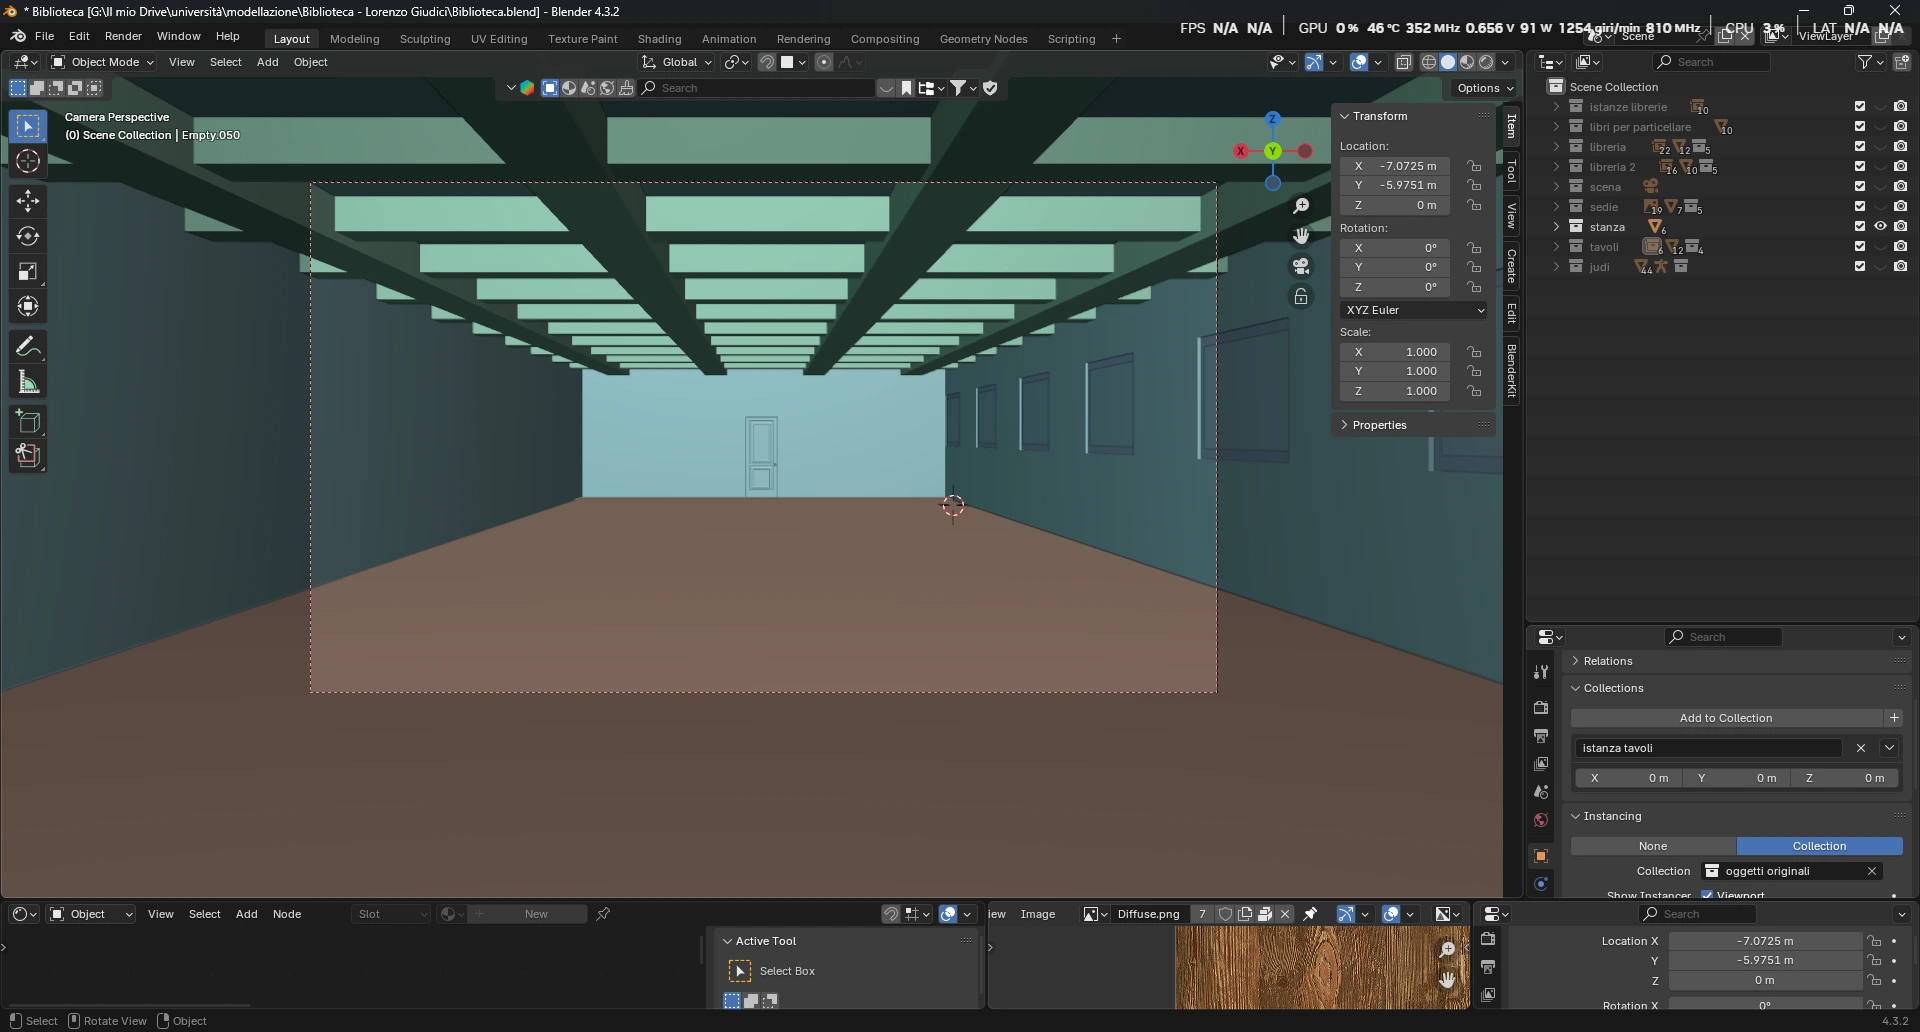 * Biblioteca [G:\Il mio Drive\università\modellazione\Biblioteca - Lorenzo Giudici\Biblioteca.blend] - Blender 4.3.2
FPS N/A N/A GPU 0 % 46 °C 352 MHz 0.656 V 91 W 1254 giri/min 810 MHz CPU 3 % LAT N/A N/A
File Edit Render Window Help Layout Modeling Sculpting UV Editing Texture Paint Shading Animation Rendering Compositing Geometry Nodes Scripting + Scene ViewLayer
Object Mode View Select Add Object Global Search
Search Options
Camera Perspective
(0) Scene Collection | Empty.050
Z
X
Y
Item
Tool
View
Create
Edit
BlenderKit
Transform
Location:
X -7.0725 m
Y -5.9751 m
Z 0 m
Rotation:
X 0°
Y 0°
Z 0°
XYZ Euler
Scale:
X 1.000
Y 1.000
Z 1.000
Properties
Scene Collection
istanze librerie 10
libri per particellare 10
libreria 22 12 5
libreria 2 16 10 5
scena
sedie 19 7 5
stanza 6
tavoli 6 12 4
judi 44
Search
Relations
Collections
Add to Collection +
istanza tavoli
X 0 m Y 0 m Z 0 m
Instancing
None Collection
Collection oggetti originali
Show Instancer Viewport
Object View Select Add Node Slot New
Active Tool
Select Box
iew Image Diffuse.png 7
Search
Location X -7.0725 m
Y -5.9751 m
Z 0 m
Rotation X 0°
Select Rotate View Object 4.3.2